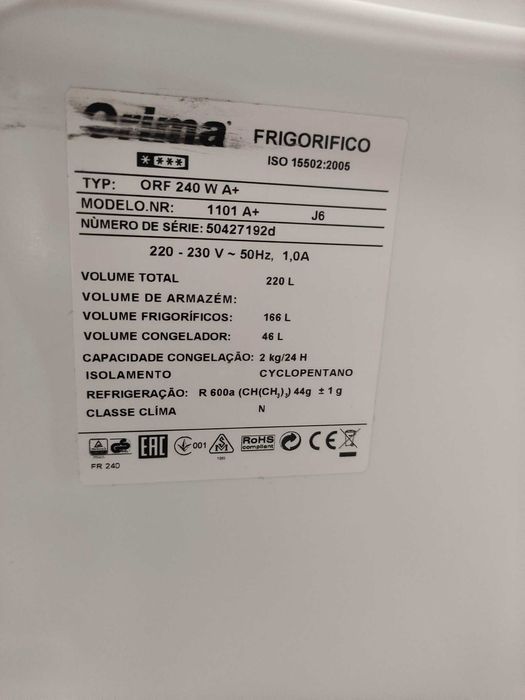 Orima
FRIGORIFICO
ISO 15502:2005
TYP: ORF 240 W A+
MODELO.NR: 1101 A+ J6
NÙMERO DE SÉRIE: 50427192d
220 - 230 V ~ 50Hz, 1,0A
VOLUME TOTAL 220 L
VOLUME DE ARMAZÉM:
VOLUME FRIGORÍFICOS: 166 L
VOLUME CONGELADOR: 46 L
CAPACIDADE CONGELAÇÃO: 2 kg/24 H
ISOLAMENTO CYCLOPENTANO
REFRIGERAÇÃO: R 600a (CH(CH₃)₃) 44g ± 1 g
CLASSE CLÍMA N
EAC 001 RoHS CE
compliant
FR 240